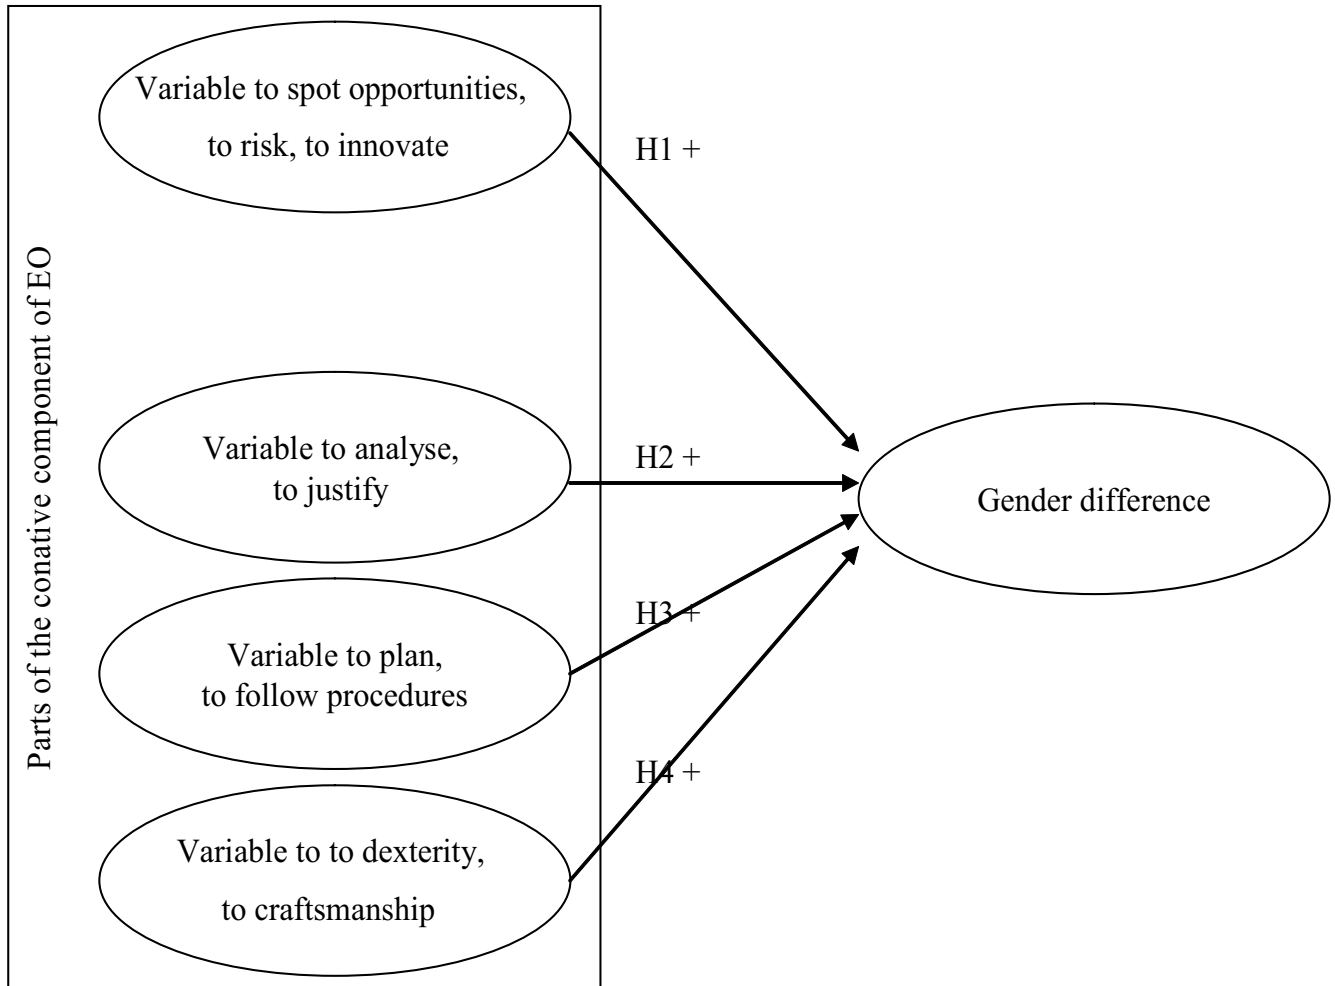 Parts of the conative component of EO
Variable to spot opportunities,
to risk, to innovate
H1 +
Variable to analyse,
to justify
H2 +
Gender difference
Variable to plan,
to follow procedures
H3 +
Variable to to dexterity,
to craftsmanship
H4 +